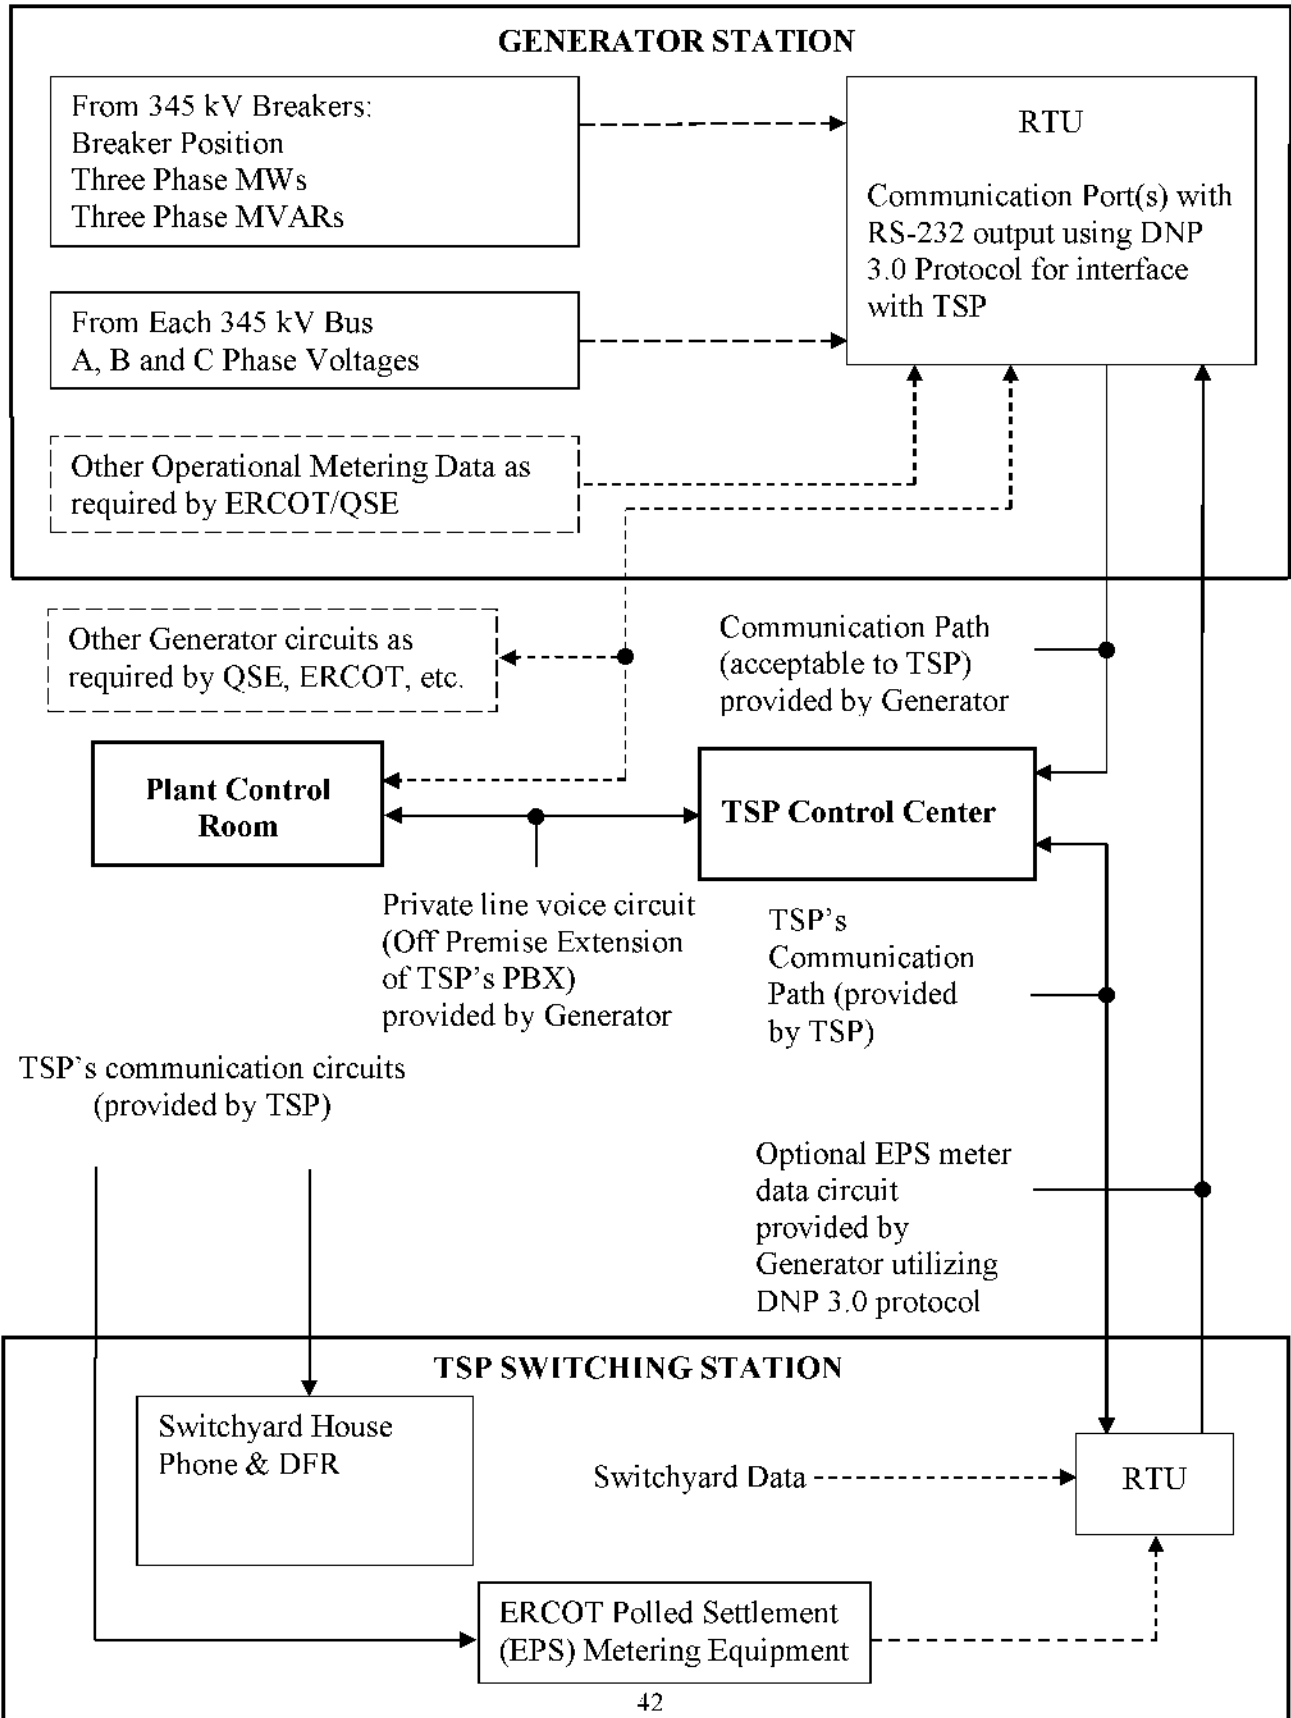 GENERATOR STATION
From 345 kV Breakers:
Breaker Position
Three Phase MWs
Three Phase MVARs
RTU
Communication Port(s) with
RS-232 output using DNP
3.0 Protocol for interface
with TSP
From Each 345 kV Bus
A, B and C Phase Voltages
Other Operational Metering Data as
required by ERCOT/QSE
Other Generator circuits as
required by QSE, ERCOT, etc.
Communication Path
(acceptable to TSP)
provided by Generator
Plant Control
Room
TSP Control Center
Private line voice circuit
(Off Premise Extension
of TSP's PBX)
provided by Generator
TSP's
Communication
Path (provided
by TSP)
TSP's communication circuits
(provided by TSP)
Optional EPS meter
data circuit
provided by
Generator utilizing
DNP 3.0 protocol
TSP SWITCHING STATION
Switchyard House
Phone & DFR
Switchyard Data
RTU
ERCOT Polled Settlement
(EPS) Metering Equipment
42